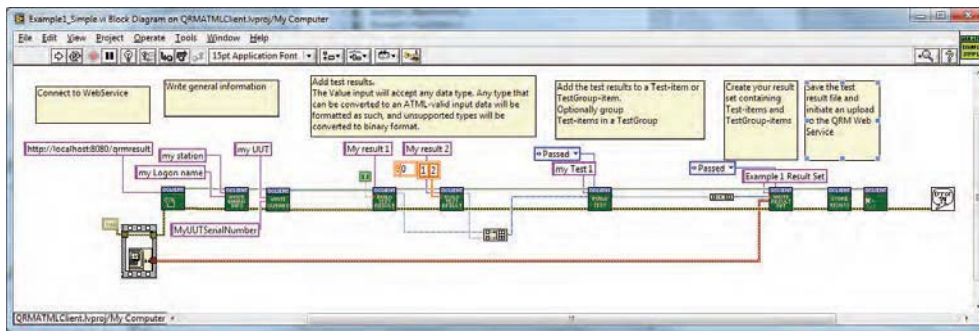 Example1_Simple.vi Block Diagram on QRMATMLClient.lvproj/My Computer
File Edit View Project Operate Tools Window Help
15pt Application Font
Connect to WebService
Write general information
Add test results.
The Value input will accept any data type. Any type that
can be converted to an ATML-valid input data will be
formatted as such, and unsupported types will be
converted to binary format.
Add the test results to a Test-item or
TestGroup-item.
Optionally group
Test-items in a TestGroup
Create your result
set containing
Test-items and
TestGroup-items
Save the test
result file and
initiate an upload
to the QRM Web
Service
http://localhost:8080/qrmresult
my station
my Logon name
my UUT
MyUUTSerialNumber
My result 1
My result 2
0 1 2
Passed
my Test 1
Passed
Example 1 Result Set
QRMATMLClient.lvproj/My Computer